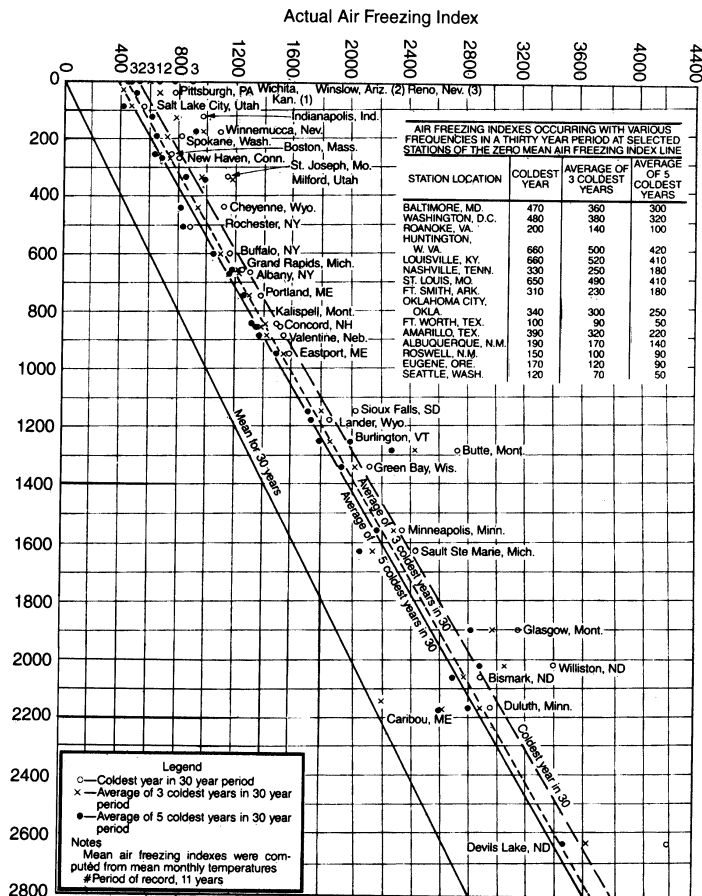 Actual Air Freezing Index
0 400 800 1200 1600 2000 2400 2800 3200 3600 4000 4400
3 2 2 3 1 1 2 3
0
200
400
600
800
1000
1200
1400
1600
1800
2000
2200
2400
2600
2800
Pittsburgh, PA Wichita, Kan. (1) Winslow, Ariz. (2) Reno, Nev. (3)
Salt Lake City, Utah
Indianapolis, Ind.
Winnemucca, Nev.
Spokane, Wash.
Boston, Mass.
New Haven, Conn.
St. Joseph, Mo.
Milford, Utah
Cheyenne, Wyo.
Rochester, NY
Buffalo, NY
Grand Rapids, Mich.
Albany, NY
Portland, ME
Kalispell, Mont.
Concord, NH
Valentine, Neb.
Eastport, ME
Sioux Falls, SD
Lander, Wyo.
Burlington, VT
Butte, Mont.
Green Bay, Wis.
Minneapolis, Minn.
Sault Ste Marie, Mich.
Glasgow, Mont.
Williston, ND
Bismark, ND
Duluth, Minn.
Caribou, ME
Devils Lake, ND
Mean for 30 years
Average of 3 coldest years in 30
Average of 5 coldest years in 30
Coldest year in 30
AIR FREEZING INDEXES OCCURRING WITH VARIOUS
FREQUENCIES IN A THIRTY YEAR PERIOD AT SELECTED
STATIONS OF THE ZERO MEAN AIR FREEZING INDEX LINE
STATION LOCATION COLDEST YEAR AVERAGE OF 3 COLDEST YEARS AVERAGE OF 5 COLDEST YEARS
BALTIMORE, MD. 470 360 300
WASHINGTON, D.C. 480 380 320
ROANOKE, VA. 200 140 100
HUNTINGTON,
W. VA. 660 500 420
LOUISVILLE, KY. 660 520 410
NASHVILLE, TENN. 330 250 180
ST. LOUIS, MO. 650 490 410
FT. SMITH, ARK. 310 230 180
OKLAHOMA CITY,
OKLA. 340 300 250
FT. WORTH, TEX. 100 90 50
AMARILLO, TEX. 390 320 220
ALBUQUERQUE, N.M. 190 170 140
ROSWELL, N.M. 150 100 90
EUGENE, ORE. 170 120 90
SEATTLE, WASH. 120 70 50
Legend
○—Coldest year in 30 year period
×—Average of 3 coldest years in 30 year
period
●—Average of 5 coldest years in 30 year
period
Notes
Mean air freezing indexes were com-
puted from mean monthly temperatures
#Period of record, 11 years